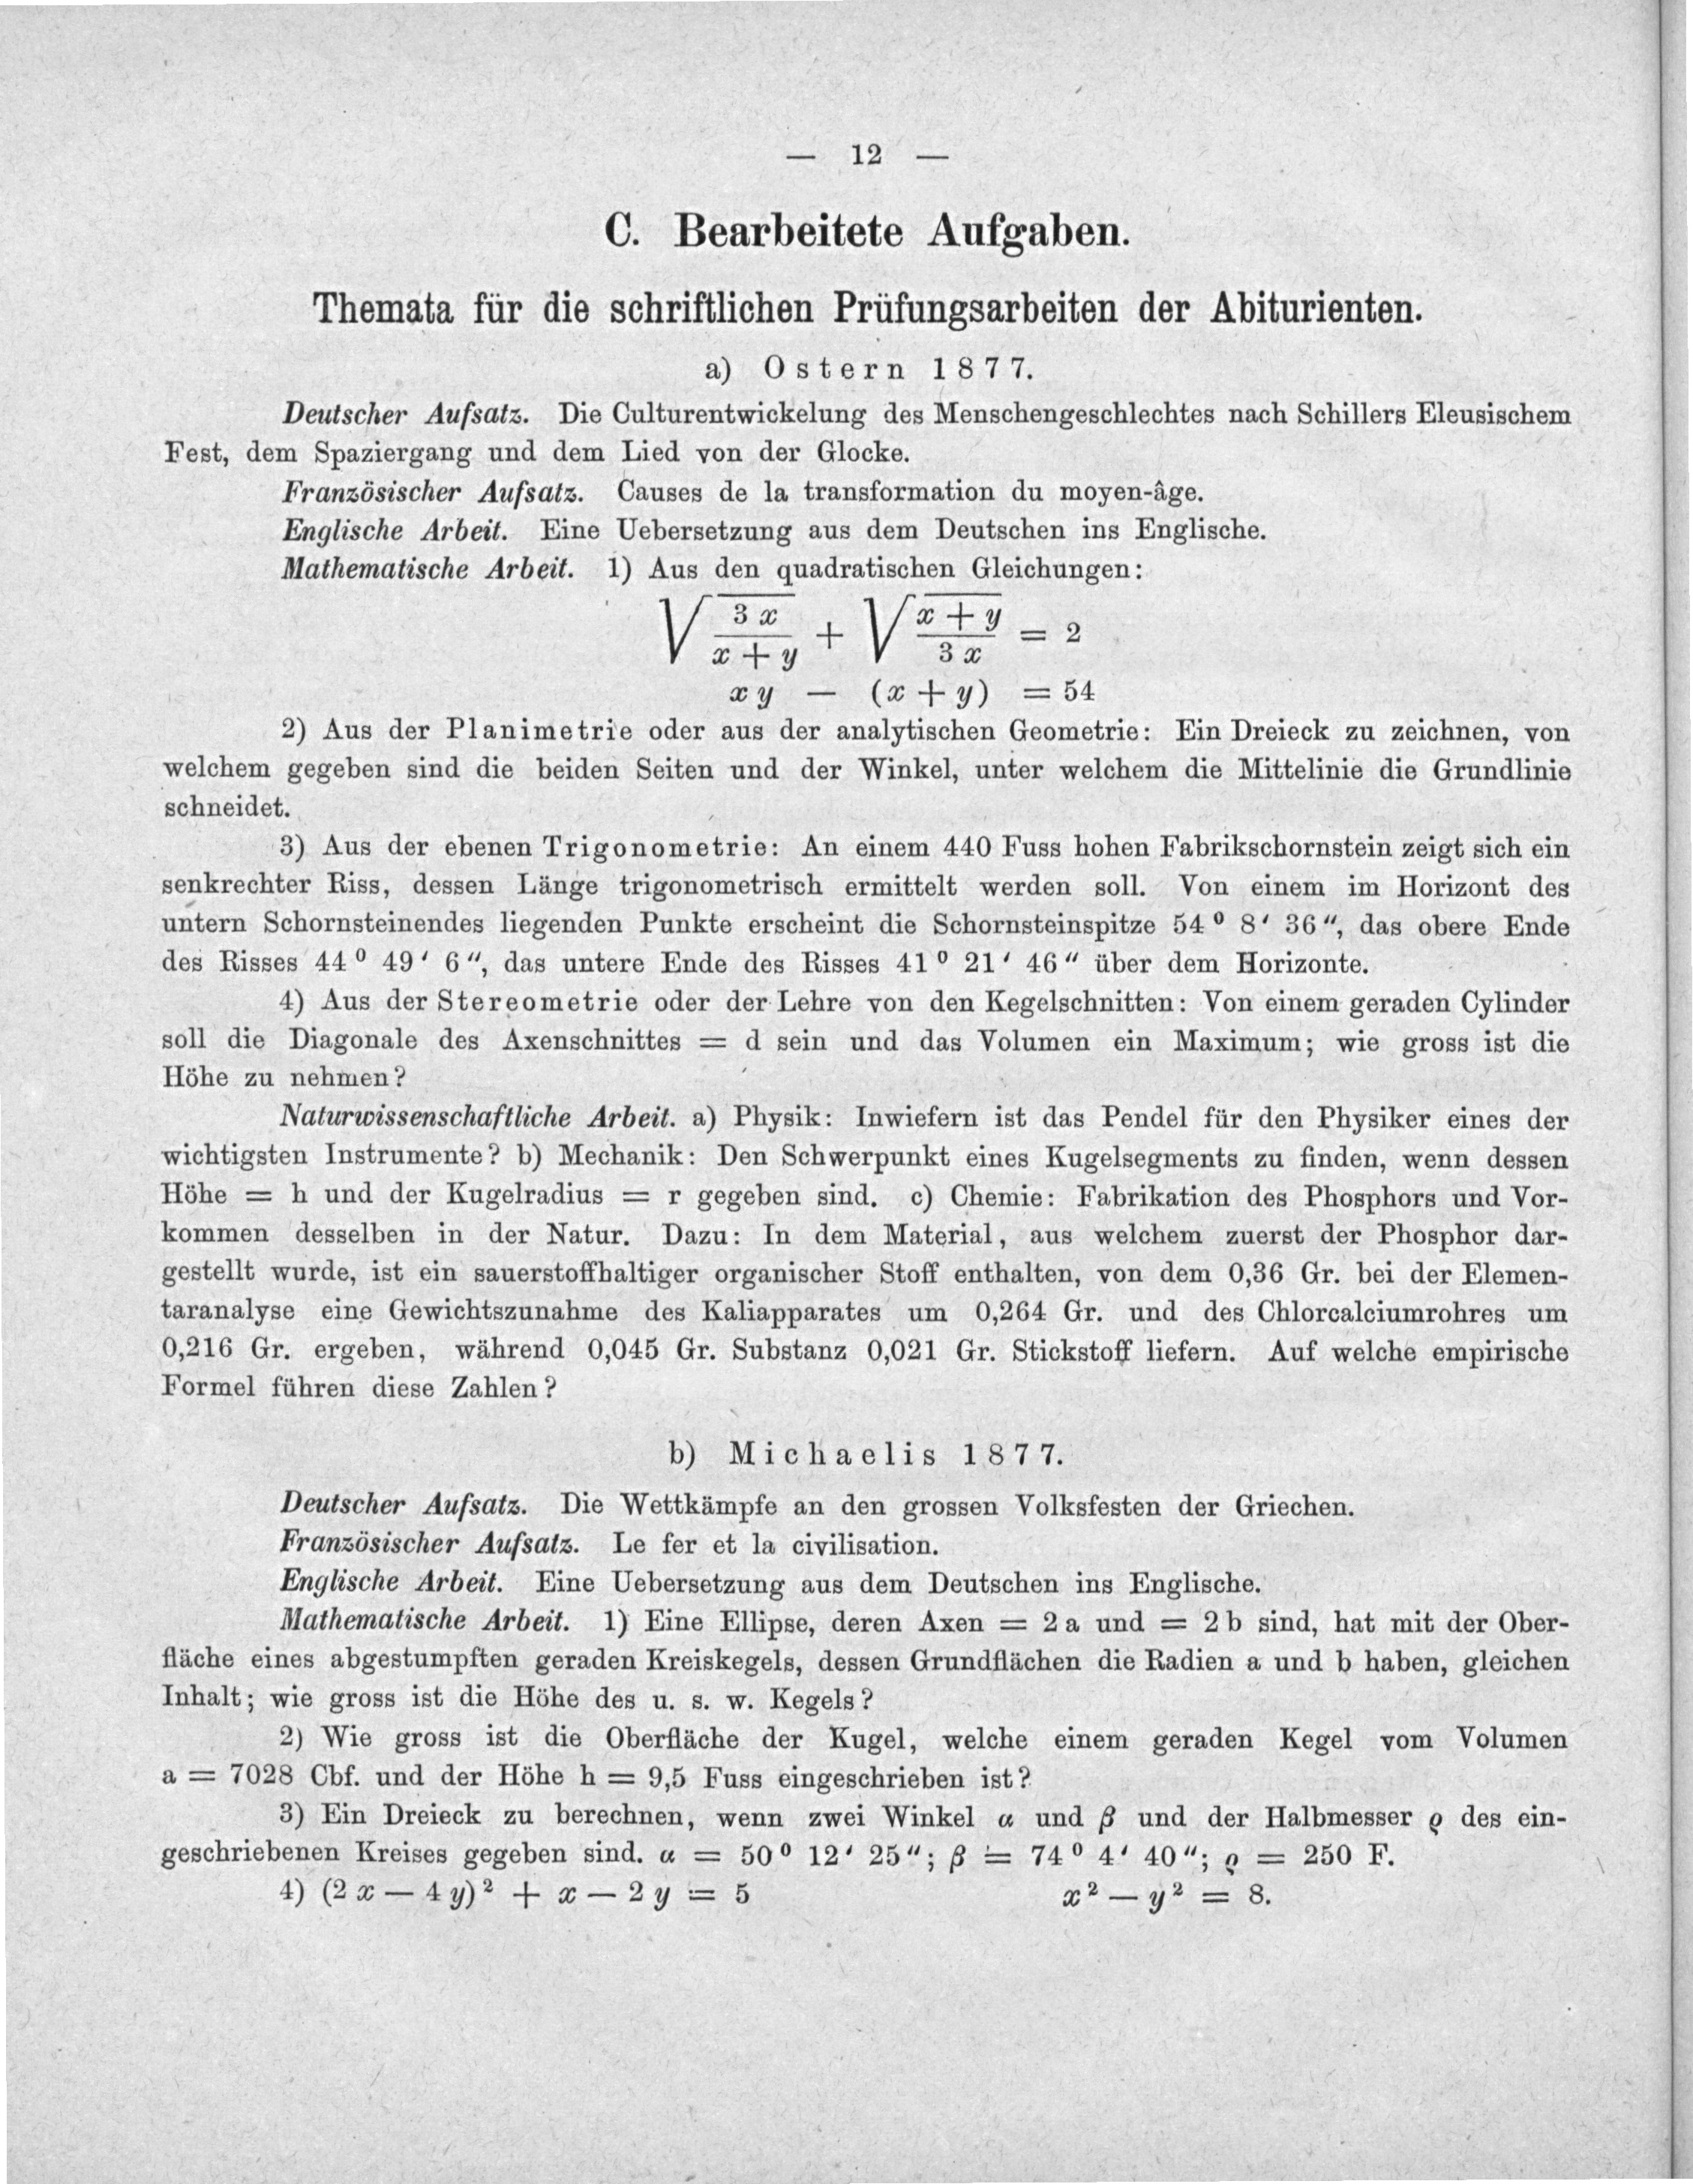 — 12 —
C. Bearbeitete Aufgaben.
Themata für die schriftlichen Prüfungsarbeiten der Abiturienten.
a) Ostern 1877.
Deutscher Aufsatz. Die Culturentwickelung des Menschengeschlechtes nach Schillers Eleusischem
Fest, dem Spaziergang und dem Lied von der Glocke.
Französischer Aufsatz. Causes de la transformation du moyen-âge.
Englische Arbeit. Eine Uebersetzung aus dem Deutschen ins Englische.
Mathematische Arbeit. 1) Aus den quadratischen Gleichungen:
√(3 x / (x + y)) + √((x + y) / 3 x) = 2
x y — (x + y) = 54
2) Aus der Planimetrie oder aus der analytischen Geometrie: Ein Dreieck zu zeichnen, von
welchem gegeben sind die beiden Seiten und der Winkel, unter welchem die Mittelinie die Grundlinie
schneidet.
3) Aus der ebenen Trigonometrie: An einem 440 Fuss hohen Fabrikschornstein zeigt sich ein
senkrechter Riss, dessen Länge trigonometrisch ermittelt werden soll. Von einem im Horizont des
untern Schornsteinendes liegenden Punkte erscheint die Schornsteinspitze 54⁰ 8′ 36″, das obere Ende
des Risses 44⁰ 49′ 6″, das untere Ende des Risses 41⁰ 21′ 46″ über dem Horizonte.
4) Aus der Stereometrie oder der Lehre von den Kegelschnitten: Von einem geraden Cylinder
soll die Diagonale des Axenschnittes = d sein und das Volumen ein Maximum; wie gross ist die
Höhe zu nehmen?
Naturwissenschaftliche Arbeit. a) Physik: Inwiefern ist das Pendel für den Physiker eines der
wichtigsten Instrumente? b) Mechanik: Den Schwerpunkt eines Kugelsegments zu finden, wenn dessen
Höhe = h und der Kugelradius = r gegeben sind. c) Chemie: Fabrikation des Phosphors und Vor-
kommen desselben in der Natur. Dazu: In dem Material, aus welchem zuerst der Phosphor dar-
gestellt wurde, ist ein sauerstoffhaltiger organischer Stoff enthalten, von dem 0,36 Gr. bei der Elemen-
taranalyse eine Gewichtszunahme des Kaliapparates um 0,264 Gr. und des Chlorcalciumrohres um
0,216 Gr. ergeben, während 0,045 Gr. Substanz 0,021 Gr. Stickstoff liefern. Auf welche empirische
Formel führen diese Zahlen?
b) Michaelis 1877.
Deutscher Aufsatz. Die Wettkämpfe an den grossen Volksfesten der Griechen.
Französischer Aufsatz. Le fer et la civilisation.
Englische Arbeit. Eine Uebersetzung aus dem Deutschen ins Englische.
Mathematische Arbeit. 1) Eine Ellipse, deren Axen = 2 a und = 2 b sind, hat mit der Ober-
fläche eines abgestumpften geraden Kreiskegels, dessen Grundflächen die Radien a und b haben, gleichen
Inhalt; wie gross ist die Höhe des u. s. w. Kegels?
2) Wie gross ist die Oberfläche der Kugel, welche einem geraden Kegel vom Volumen
a = 7028 Cbf. und der Höhe h = 9,5 Fuss eingeschrieben ist?
3) Ein Dreieck zu berechnen, wenn zwei Winkel α und β und der Halbmesser ϱ des ein-
geschriebenen Kreises gegeben sind. α = 50⁰ 12′ 25″; β = 74⁰ 4′ 40″; ϱ = 250 F.
4) (2 x — 4 y)² + x — 2 y = 5 x² — y² = 8.